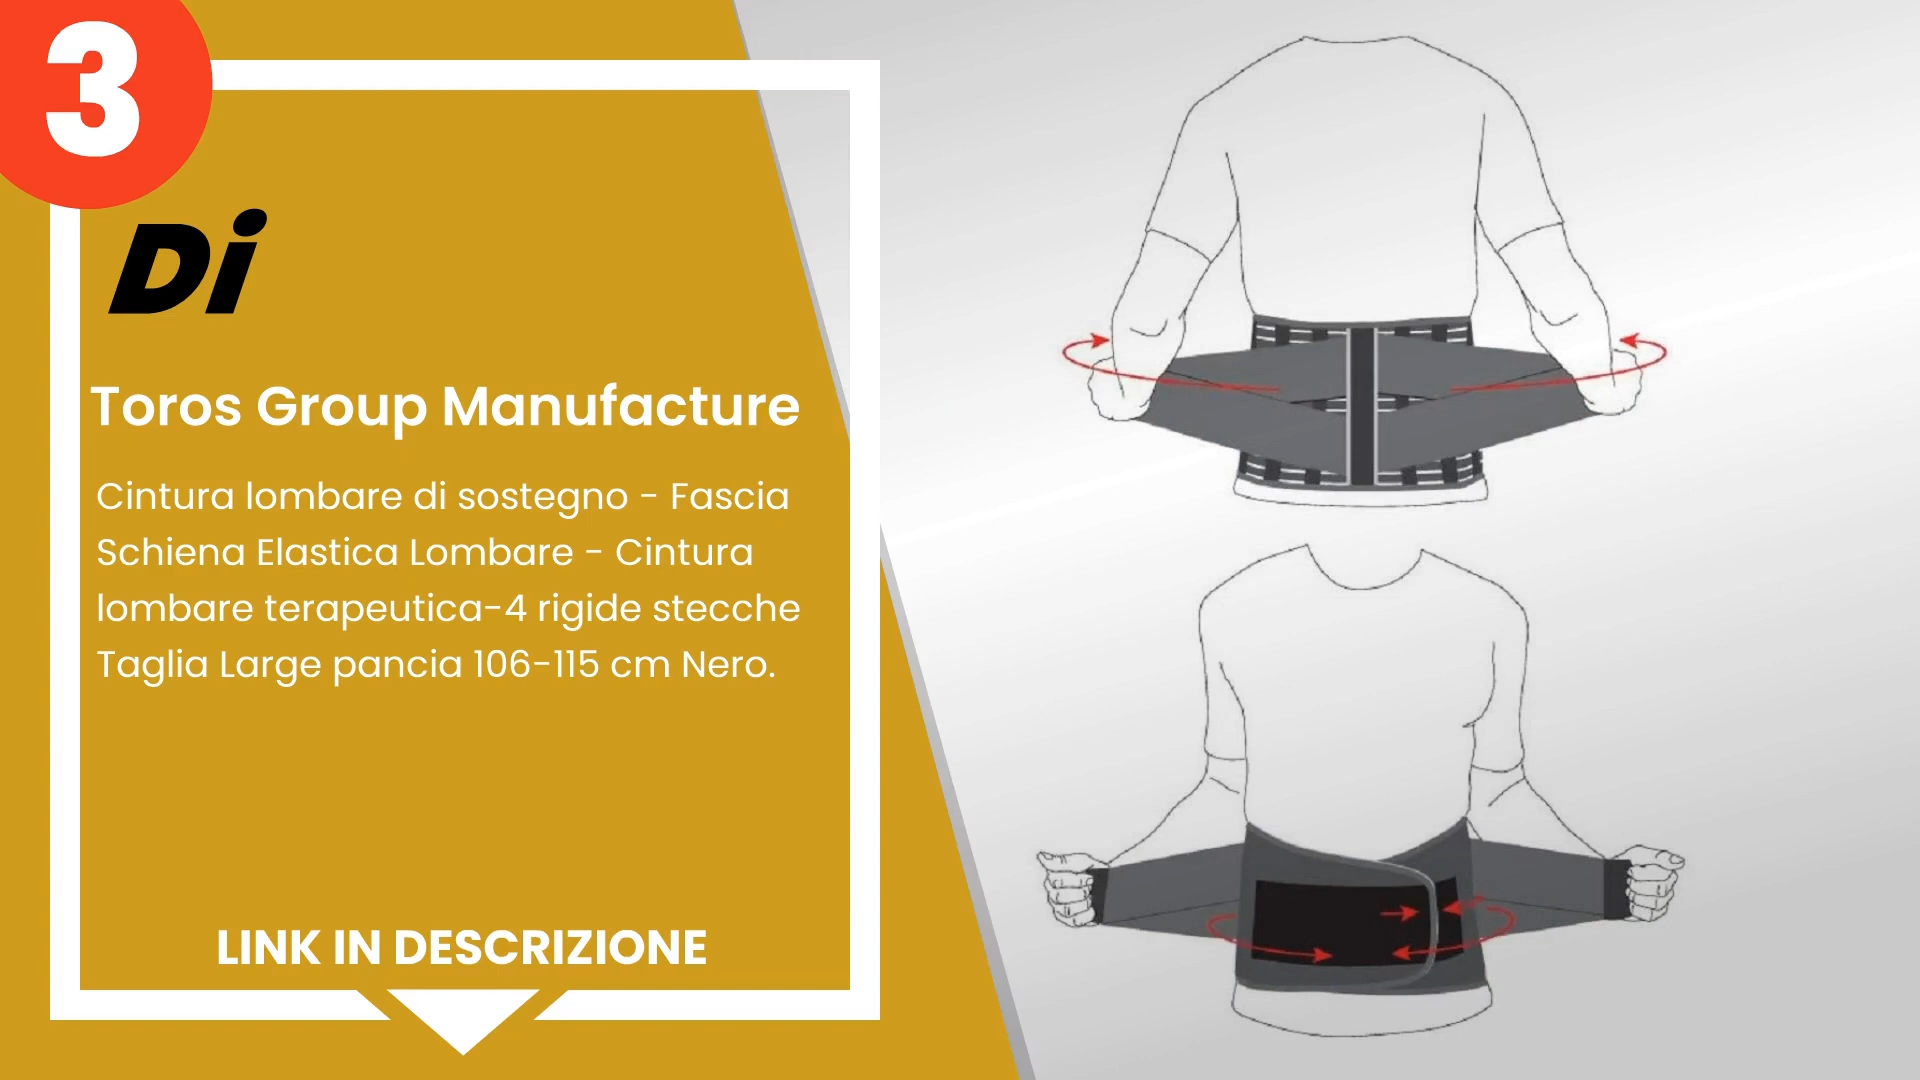 3
Di
Toros Group Manufacture
Cintura lombare di sostegno - Fascia
Schiena Elastica Lombare - Cintura
lombare terapeutica-4 rigide stecche
Taglia Large pancia 106-115 cm Nero.
LINK IN DESCRIZIONE